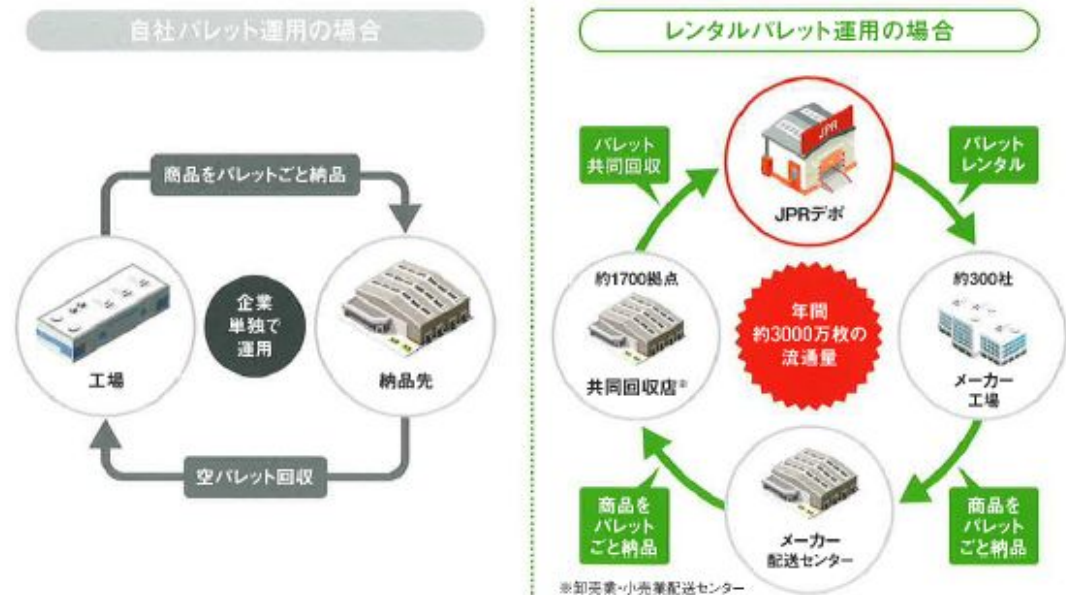 自社パレット運用の場合
商品をパレットごと納品
工場
企業
単独で
運用
納品先
空パレット回収
レンタルパレット運用の場合
JPR
JPRデポ
パレット
共同回収
パレット
レンタル
約1700拠点
共同回収店※
年間
約3000万枚の
流通量
約300社
メーカー
工場
商品を
パレット
ごと納品
メーカー
配送センター
商品を
パレット
ごと納品
※卸売業・小売業配送センター